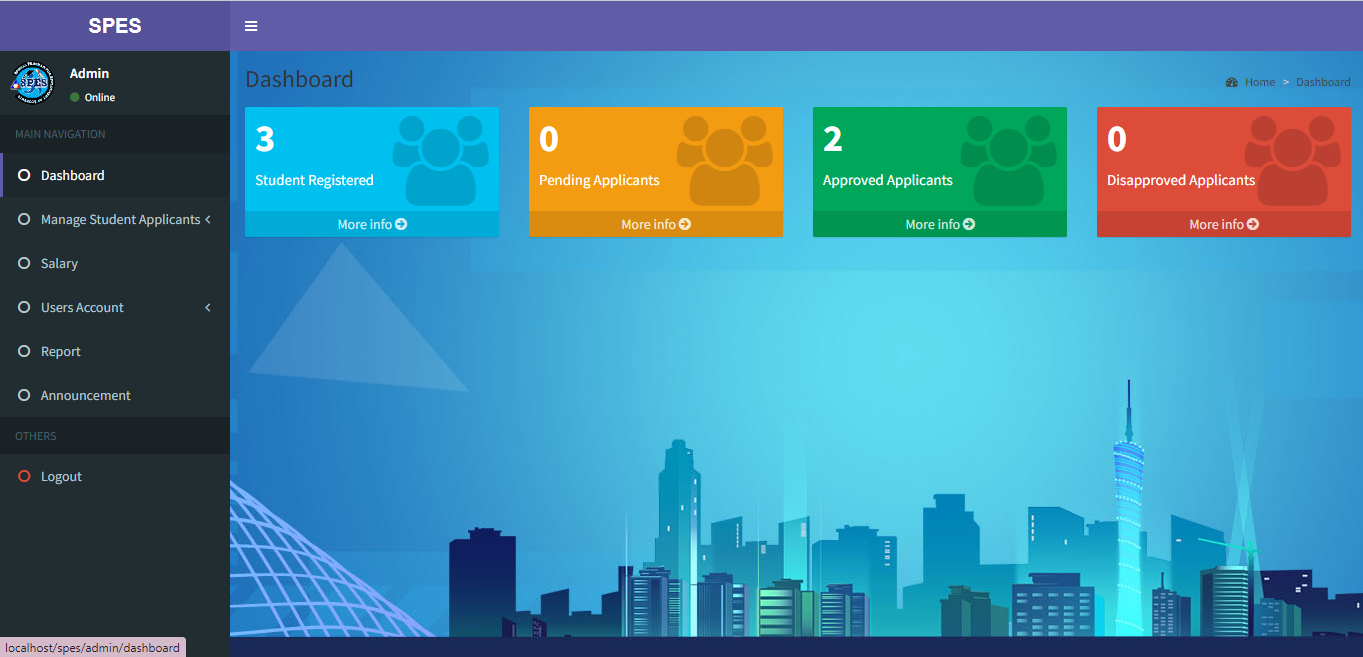 SPES
Admin
Online
MAIN NAVIGATION
Dashboard
Manage Student Applicants
Salary
Users Account
Report
Announcement
OTHERS
Logout
Dashboard
Home > Dashboard
3
Student Registered
More info
0
Pending Applicants
More info
2
Approved Applicants
More info
0
Disapproved Applicants
More info
SPES
localhost/spes/admin/dashboard